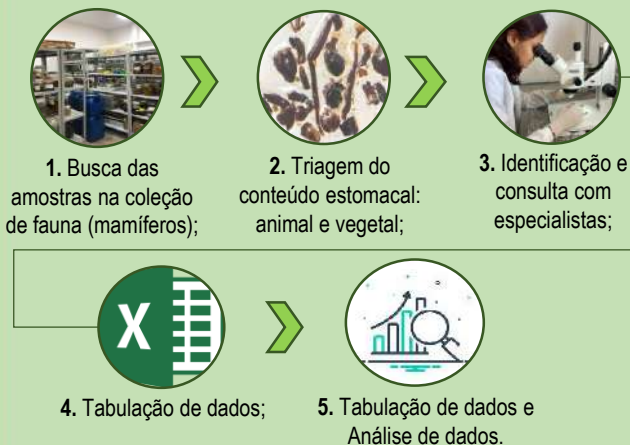 1. Busca das
amostras na coleção
de fauna (mamíferos);
2. Triagem do
conteúdo estomacal:
animal e vegetal;
3. Identificação e
consulta com
especialistas;
X
4. Tabulação de dados;
5. Tabulação de dados e
Análise de dados.